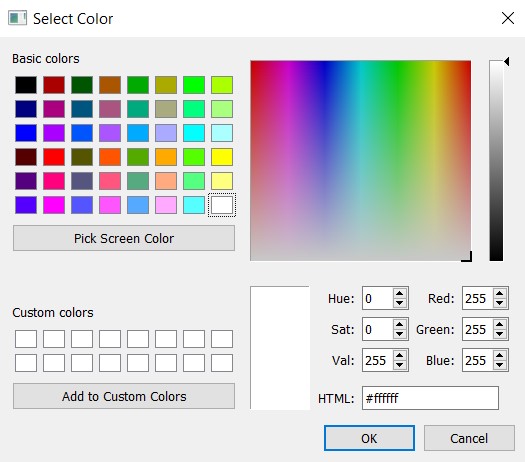 Select Color
Basic colors
Pick Screen Color
Custom colors
Add to Custom Colors
Hue: 0 Red: 255
Sat: 0 Green: 255
Val: 255 Blue: 255
HTML: #ffffff
OK Cancel